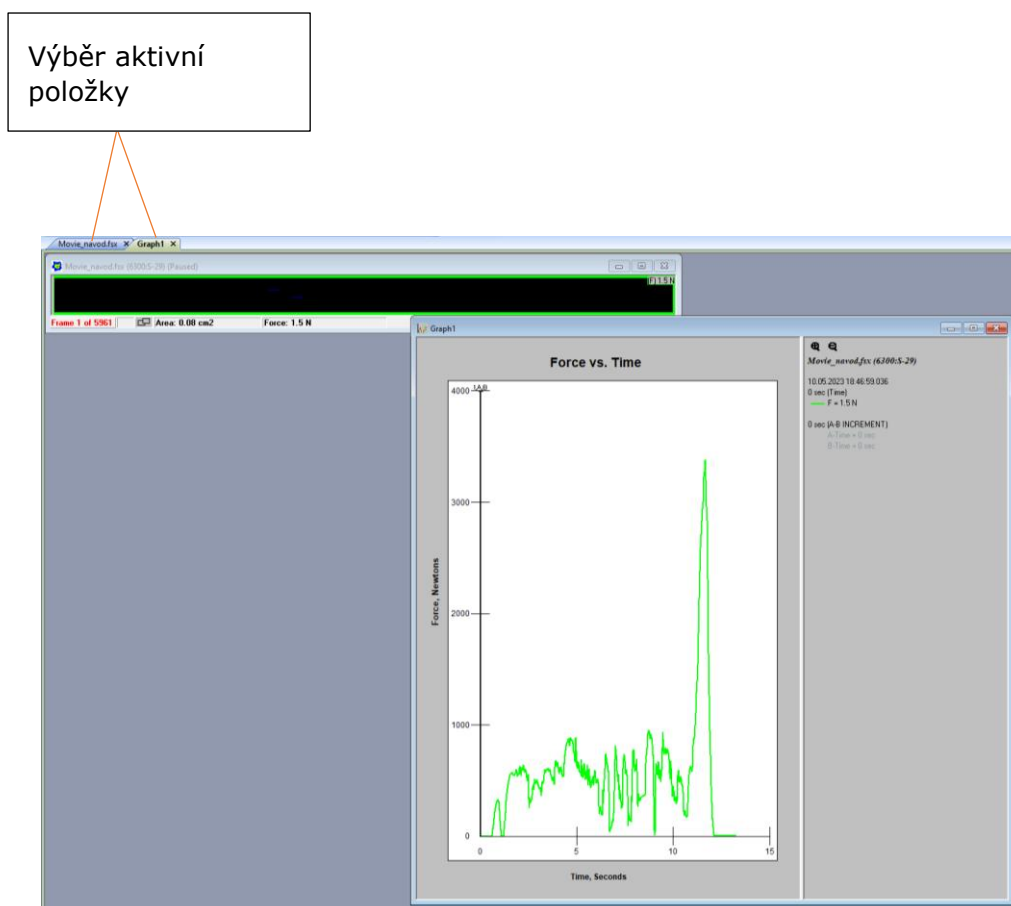 Výběr aktivní
položky
Movie_navod.fsx × Graph1 ×
Movie_navod.fsx (6300:S-29) (Paused)
[F] 1.5 N
Frame 1 of 5961 Area: 0.00 cm2 Force: 1.5 N
Graph1
Force vs. Time
Movie_navod.fsx (6300:S-29)
10.05.2023 18:46:59.036
0 sec (Time)
F = 1.5 N
0 sec (A-B INCREMENT)
A-Time = 0 sec
B-Time = 0 sec
4000
3000
2000
1000
0
Force, Newtons
0 5 10 15
Time, Seconds